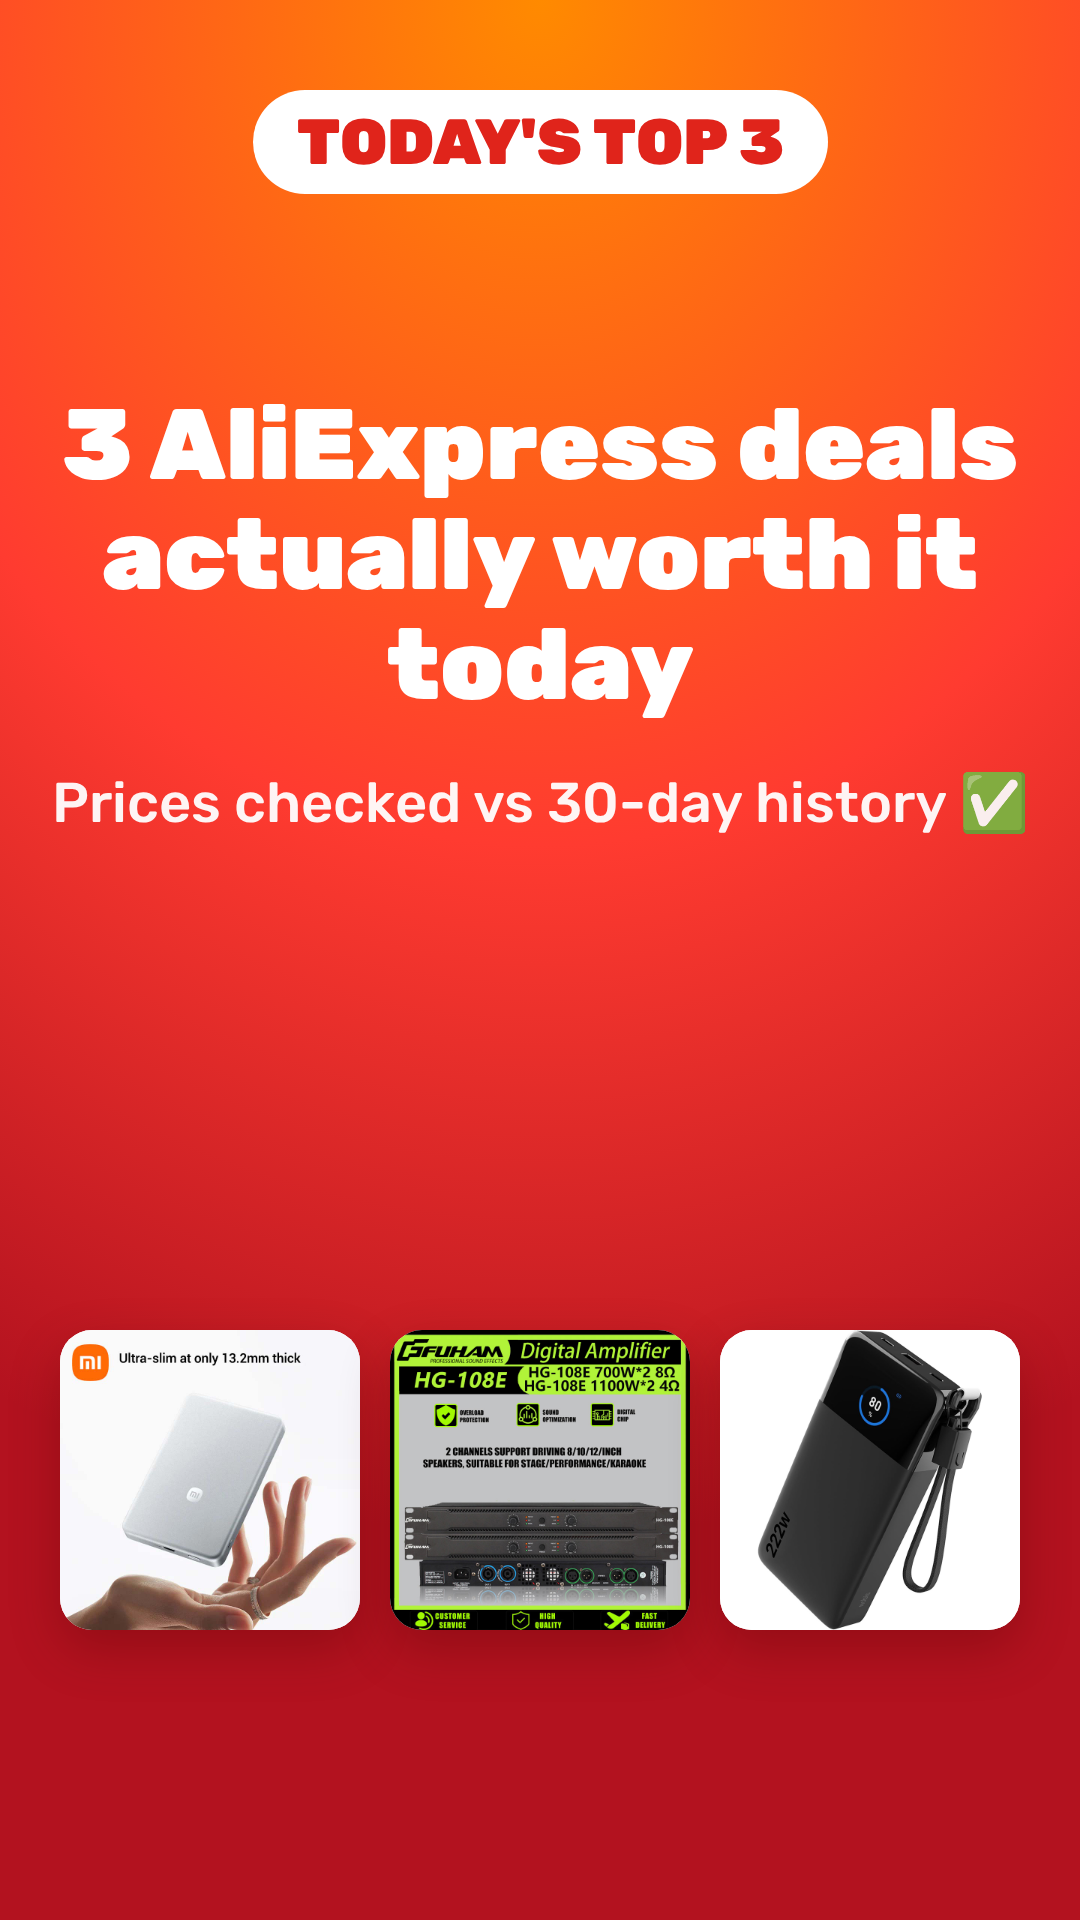 TODAY'S TOP 3
3 AliExpress deals
actually worth it
today
Prices checked vs 30-day history ✅
Ultra-slim at only 13.2mm thick
GFUHAM
PROFESSIONAL SOUND EFFECTS
Digital Amplifier
HG-108E
HG-108E 700W*2 8Ω
HG-108E 1100W*2 4Ω
OVERLOAD
PROTECTION
SOUND
OPTIMIZATION
DIGITAL
CHIP
2 CHANNELS SUPPORT DRIVING 8/10/12/INCH
SPEAKERS, SUITABLE FOR STAGE/PERFORMANCE/KARAOKE
CUSTOMER
SERVICE
HIGH
QUALITY
FAST
DELIVERY
80
%
222w